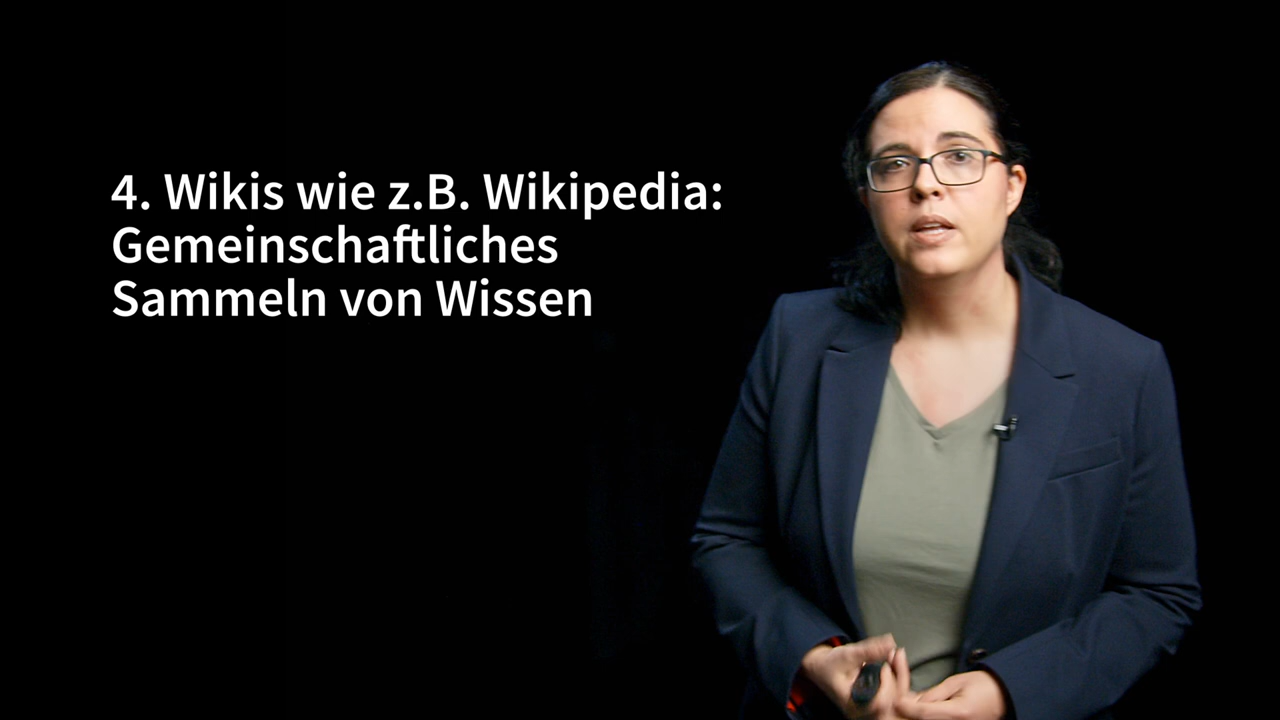 4. Wikis wie z.B. Wikipedia:
Gemeinschaftliches
Sammeln von Wissen